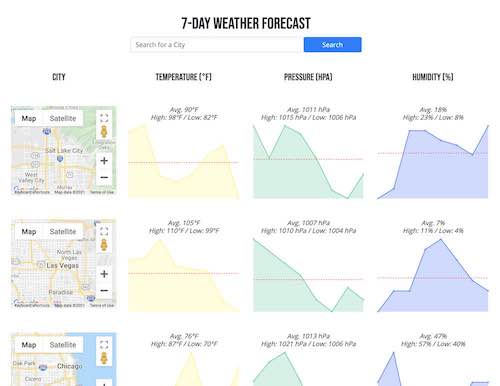 7-DAY WEATHER FORECAST
Search for a City
Search
CITY
TEMPERATURE (°F)
PRESSURE (HPA)
HUMIDITY (%)
Map
Satellite
Salt Lake City
West
Valley City
Murray
Google
Keyboard shortcuts
Map data ©2021
Terms of Use
Avg. 90°F
High: 98°F / Low: 82°F
Avg. 1011 hPa
High: 1015 hPa / Low: 1006 hPa
Avg. 18%
High: 23% / Low: 8%
Map
Satellite
North Las
Vegas
Las Vegas
Paradise
Google
Keyboard shortcuts
Map data ©2021
Terms of Use
Avg. 105°F
High: 110°F / Low: 99°F
Avg. 1007 hPa
High: 1010 hPa / Low: 1004 hPa
Avg. 7%
High: 11% / Low: 4%
Map
Satellite
Oak Park
Chicago
Cicero
Avg. 76°F
High: 87°F / Low: 70°F
Avg. 1013 hPa
High: 1021 hPa / Low: 1006 hPa
Avg. 47%
High: 57% / Low: 40%